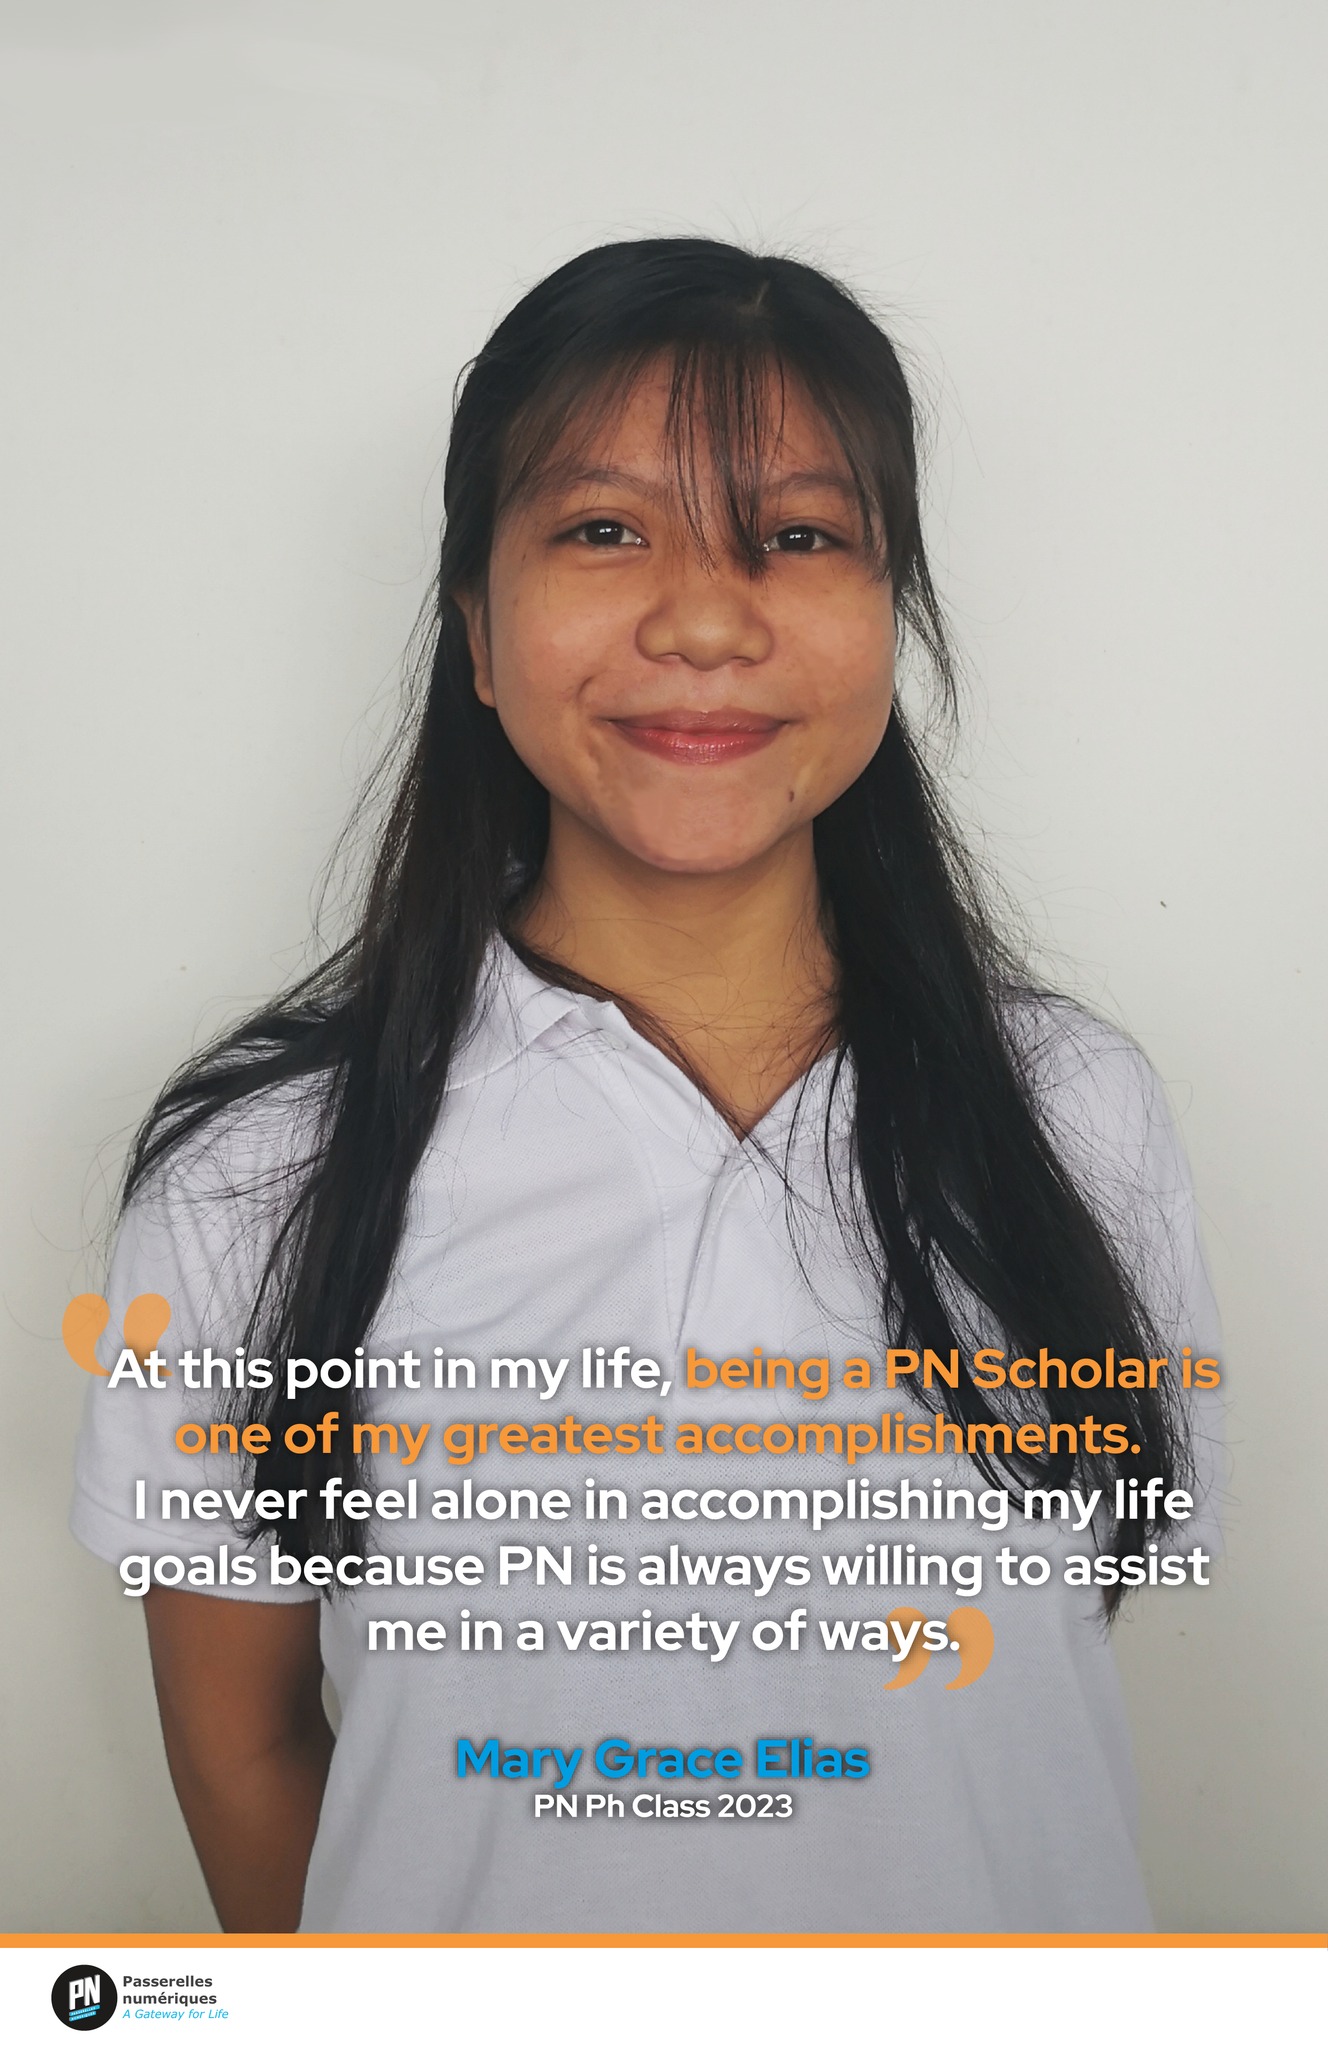 At this point in my life, being a PN Scholar is
one of my greatest accomplishments.
I never feel alone in accomplishing my life
goals because PN is always willing to assist
me in a variety of ways.
Mary Grace Elias
PN Ph Class 2023
PN
Passerelles
numériques
A Gateway for Life